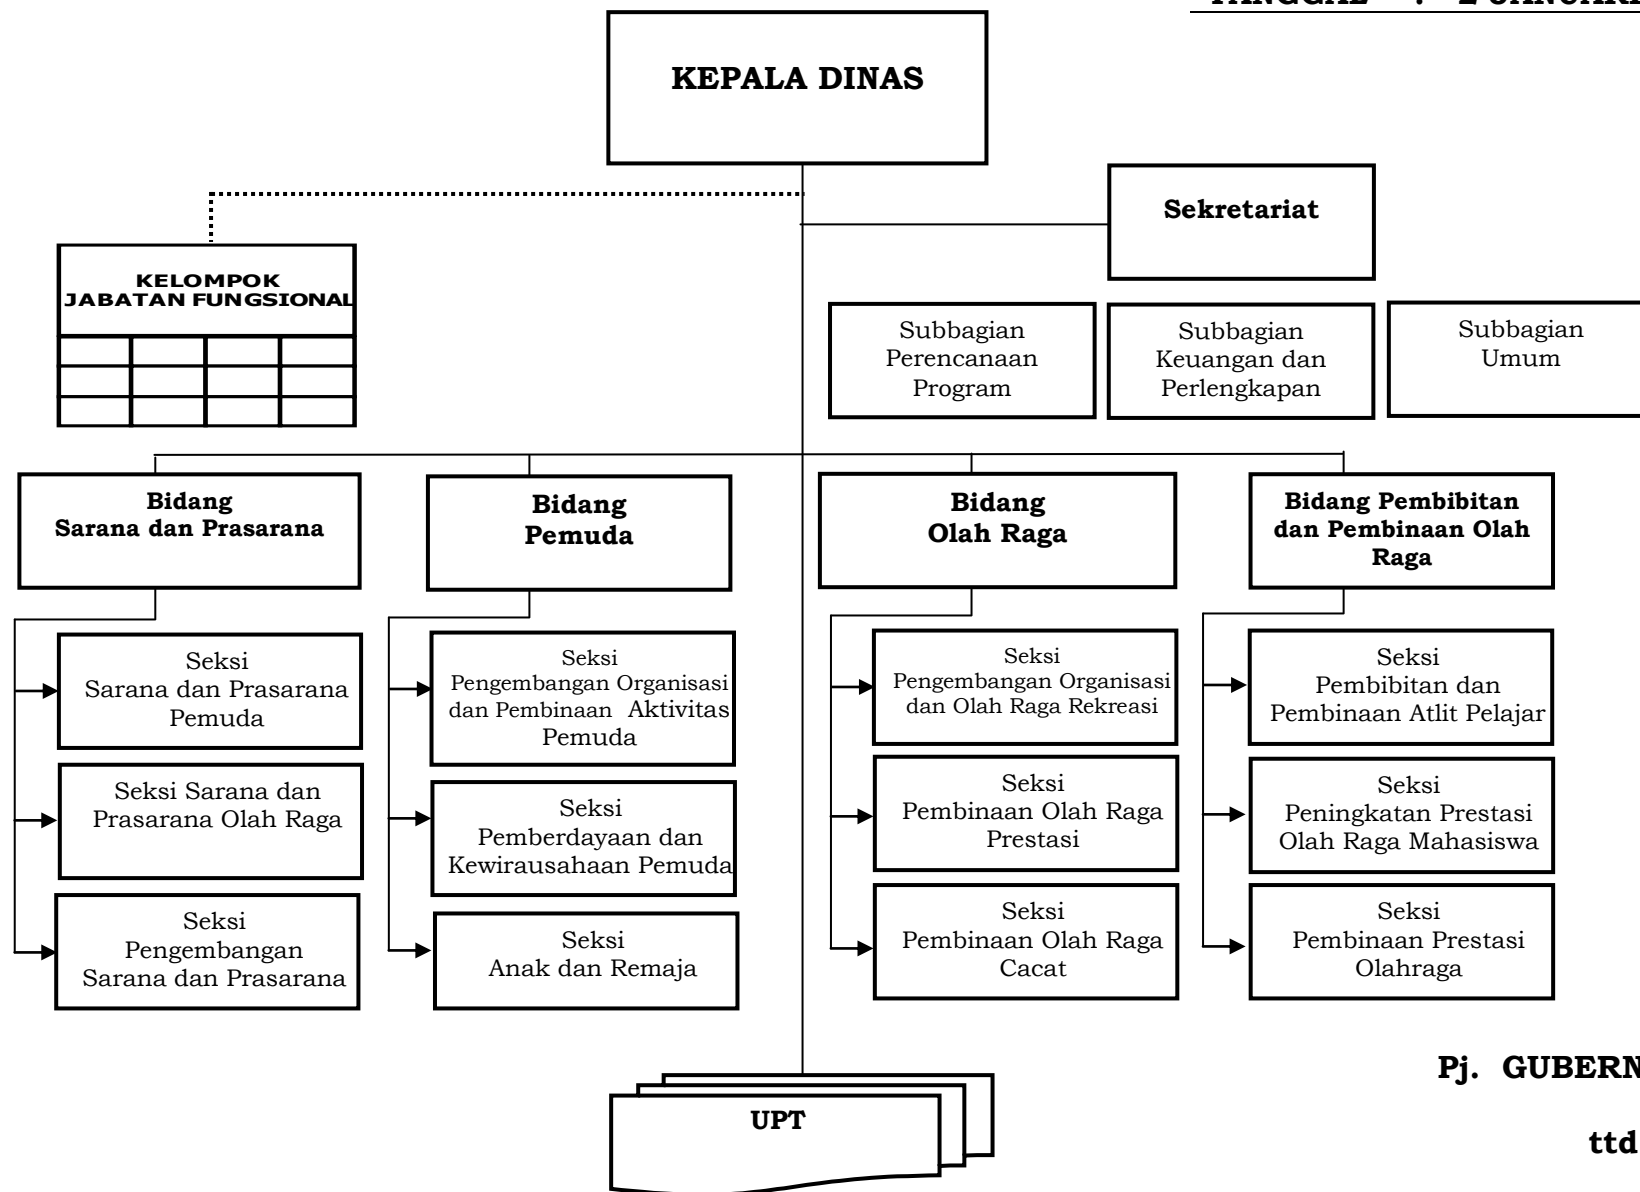 TANGGAL : 2 JANUARI
KEPALA DINAS
Sekretariat
KELOMPOK
JABATAN FUNGSIONAL
Subbagian
Perencanaan
Program
Subbagian
Keuangan dan
Perlengkapan
Subbagian
Umum
Bidang
Sarana dan Prasarana
Bidang
Pemuda
Bidang
Olah Raga
Bidang Pembibitan
dan Pembinaan Olah
Raga
Seksi
Sarana dan Prasarana
Pemuda
Seksi Sarana dan
Prasarana Olah Raga
Seksi
Pengembangan
Sarana dan Prasarana
Seksi
Pengembangan Organisasi
dan Pembinaan Aktivitas
Pemuda
Seksi
Pemberdayaan dan
Kewirausahaan Pemuda
Seksi
Anak dan Remaja
Seksi
Pengembangan Organisasi
dan Olah Raga Rekreasi
Seksi
Pembinaan Olah Raga
Prestasi
Seksi
Pembinaan Olah Raga
Cacat
Seksi
Pembibitan dan
Pembinaan Atlit Pelajar
Seksi
Peningkatan Prestasi
Olah Raga Mahasiswa
Seksi
Pembinaan Prestasi
Olahraga
UPT
Pj. GUBERN
ttd